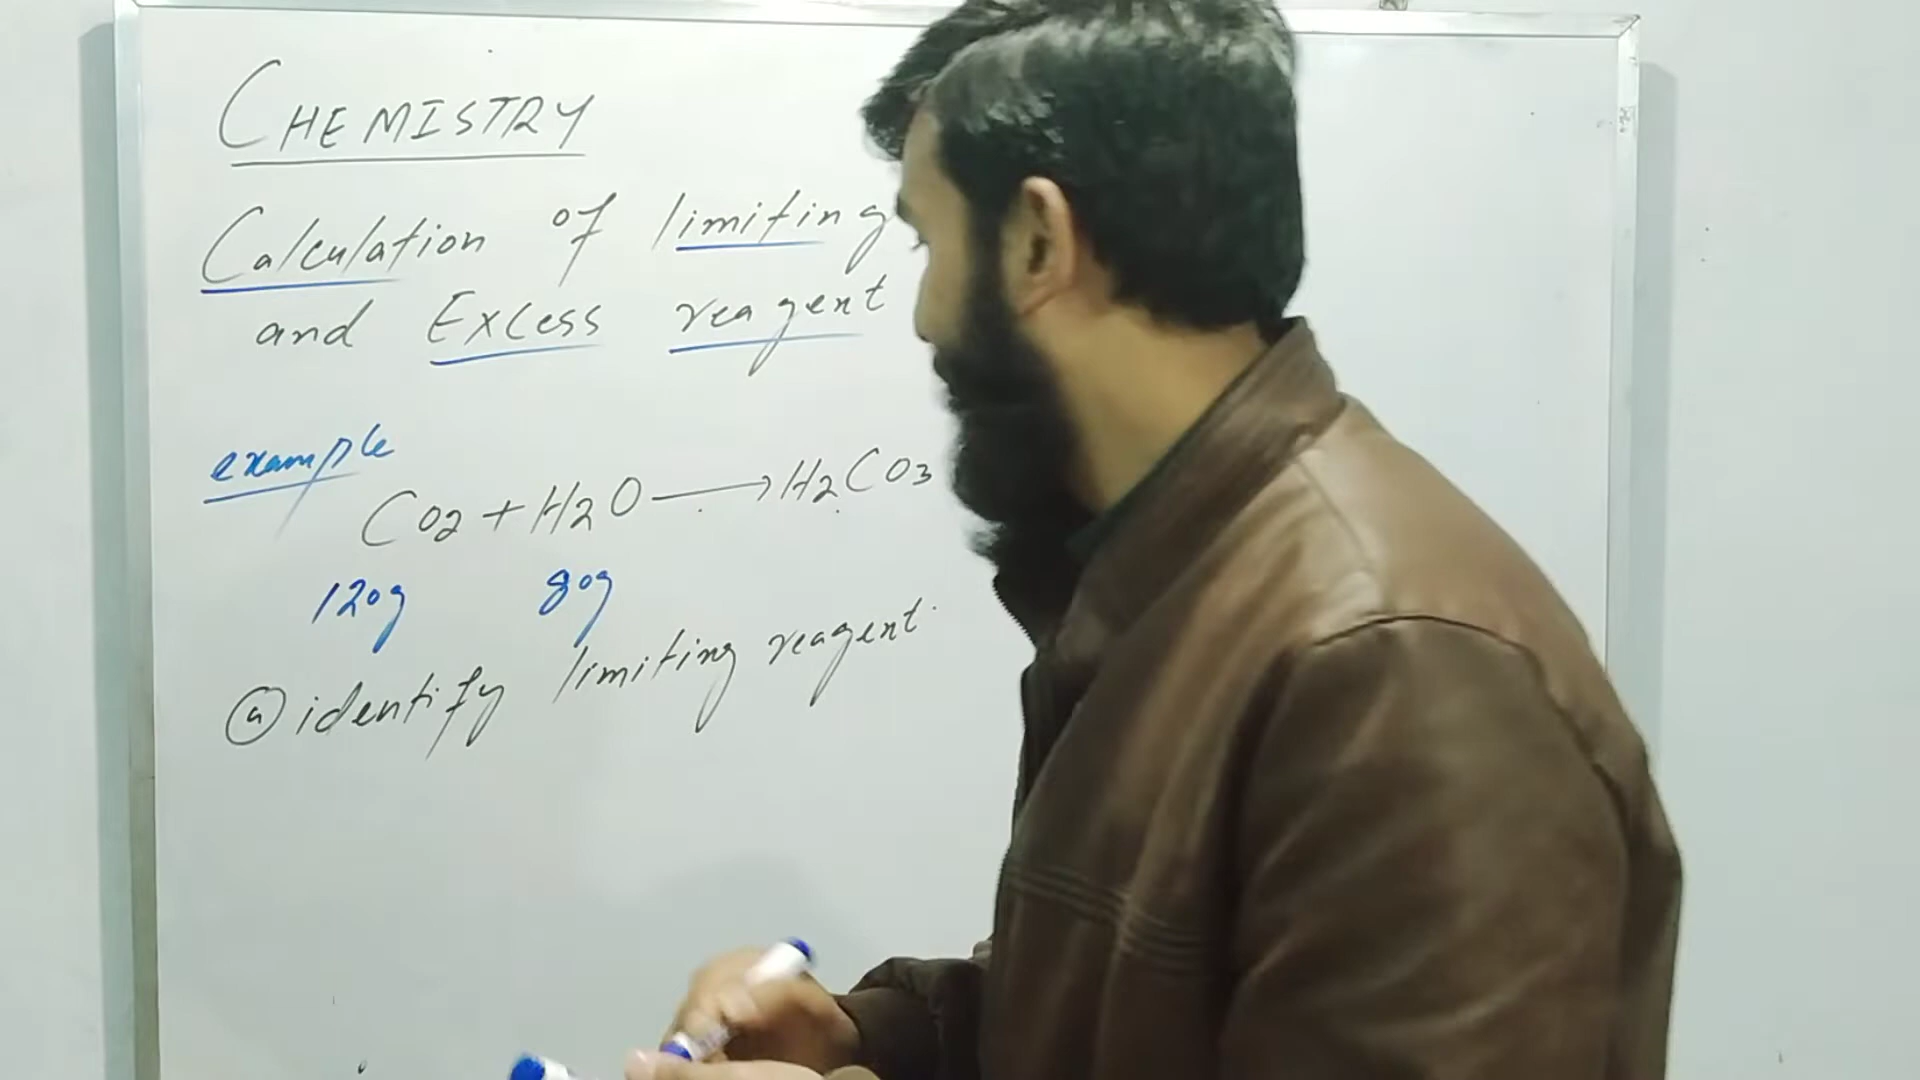 CHEMISTRY
Calculation of limiting
and Excess reagent
example
CO2 + H2O → H2CO3
120g 80g
(a) identify limiting reagent.